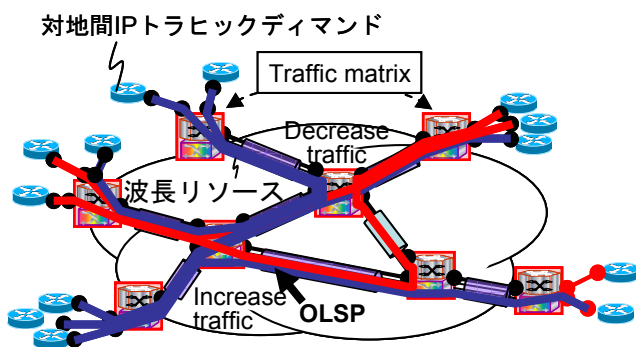 対地間IPトラヒックディマンド
Traffic matrix
Decrease
traffic
波長リソース
Increase
traffic
OLSP